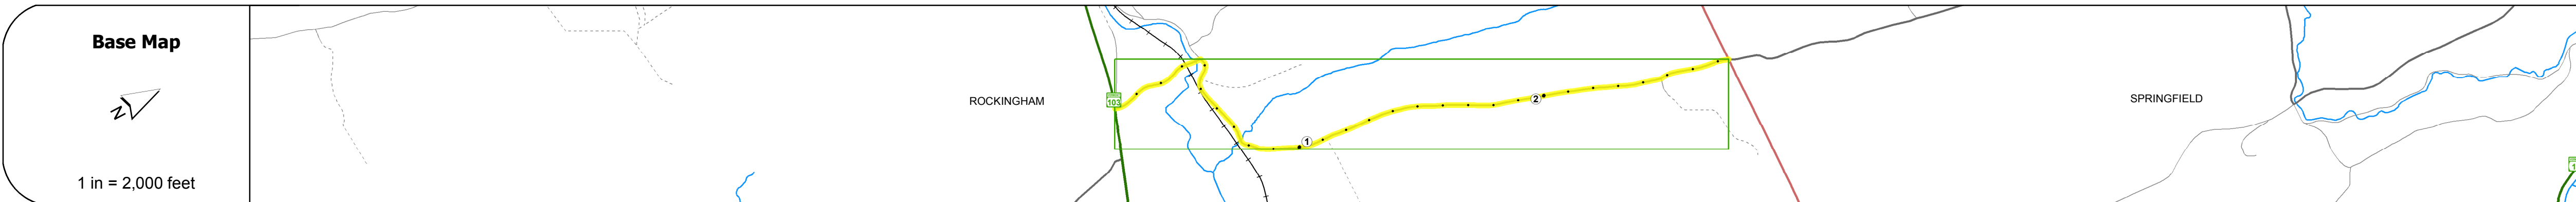 Base Map
N
1 in = 2,000 feet
ROCKINGHAM
103
1
2
SPRINGFIELD